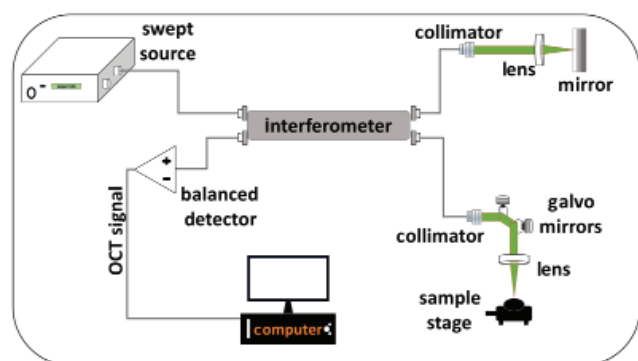 swept
source
collimator
lens
mirror
interferometer
+
-
balanced
detector
OCT signal
galvo
mirrors
collimator
lens
sample
stage
computer